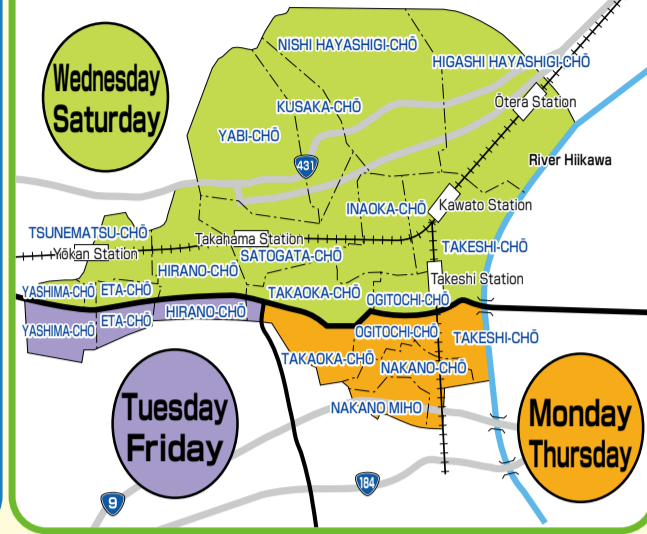 Wednesday
Saturday
NISHI HAYASHIGI-CHŌ
HIGASHI HAYASHIGI-CHŌ
KUSAKA-CHŌ
Ōtera Station
YABI-CHŌ
River Hiikawa
431
INAOKA-CHŌ
Kawato Station
TSUNEMATSU-CHŌ
Takahama Station
TAKESHI-CHŌ
Yōkan Station
SATOGATA-CHŌ
HIRANO-CHŌ
Takeshi Station
YASHIMA-CHŌ
ETA-CHŌ
TAKAOKA-CHŌ
OGITOCHI-CHŌ
YASHIMA-CHŌ
ETA-CHŌ
HIRANO-CHŌ
OGITOCHI-CHŌ
TAKESHI-CHŌ
TAKAOKA-CHŌ
NAKANO-CHŌ
NAKANO MIHO
Tuesday
Friday
Monday
Thursday
184
9